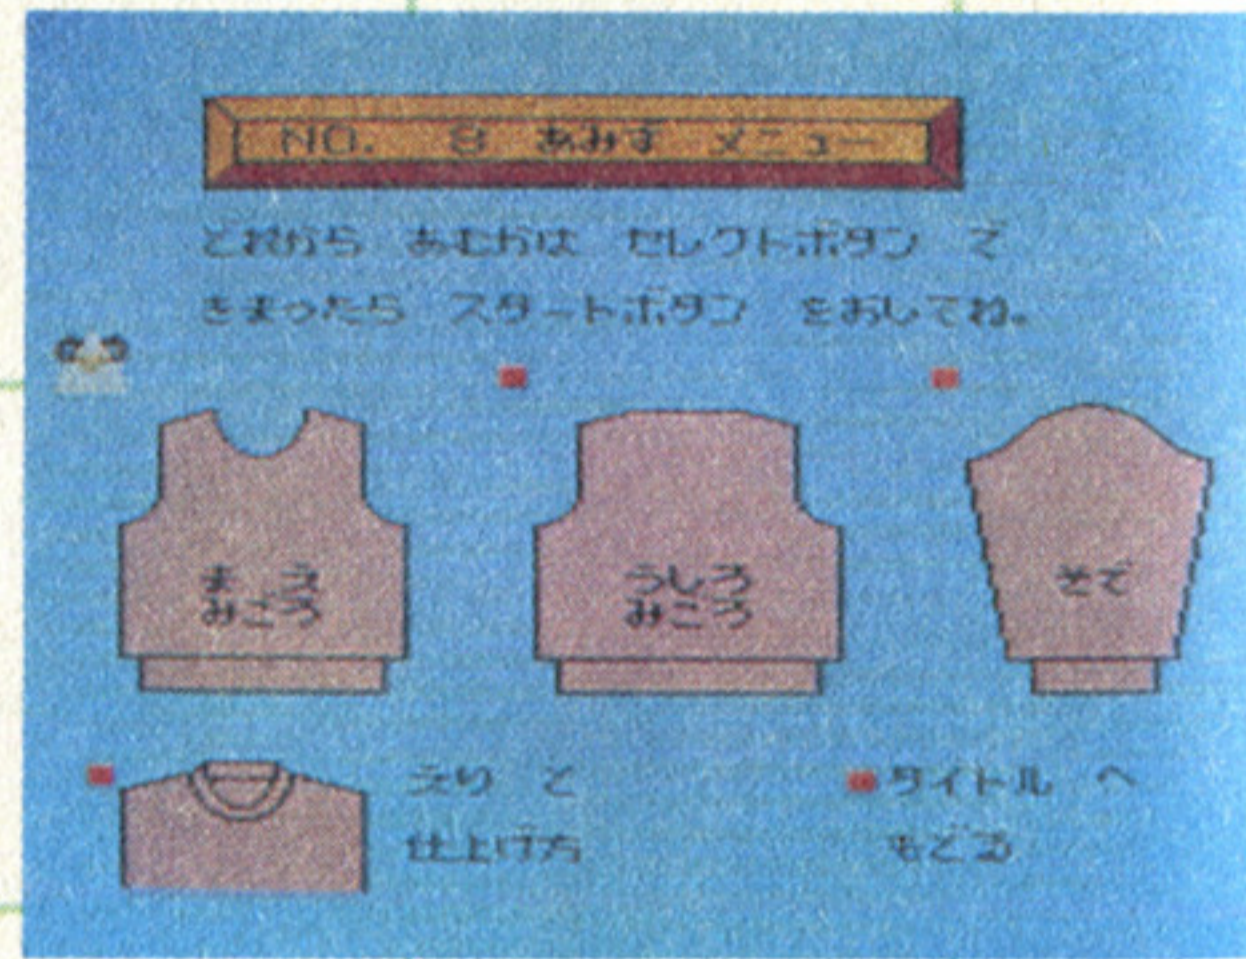 NO. 8 あみず メニュー
どれから あむかは セレクトボタン で
きまったら スタートボタン をおしてね。
まえ
みごろ
うしろ
みごろ
そで
えり と
仕上げ方
タイトル へ
もどる